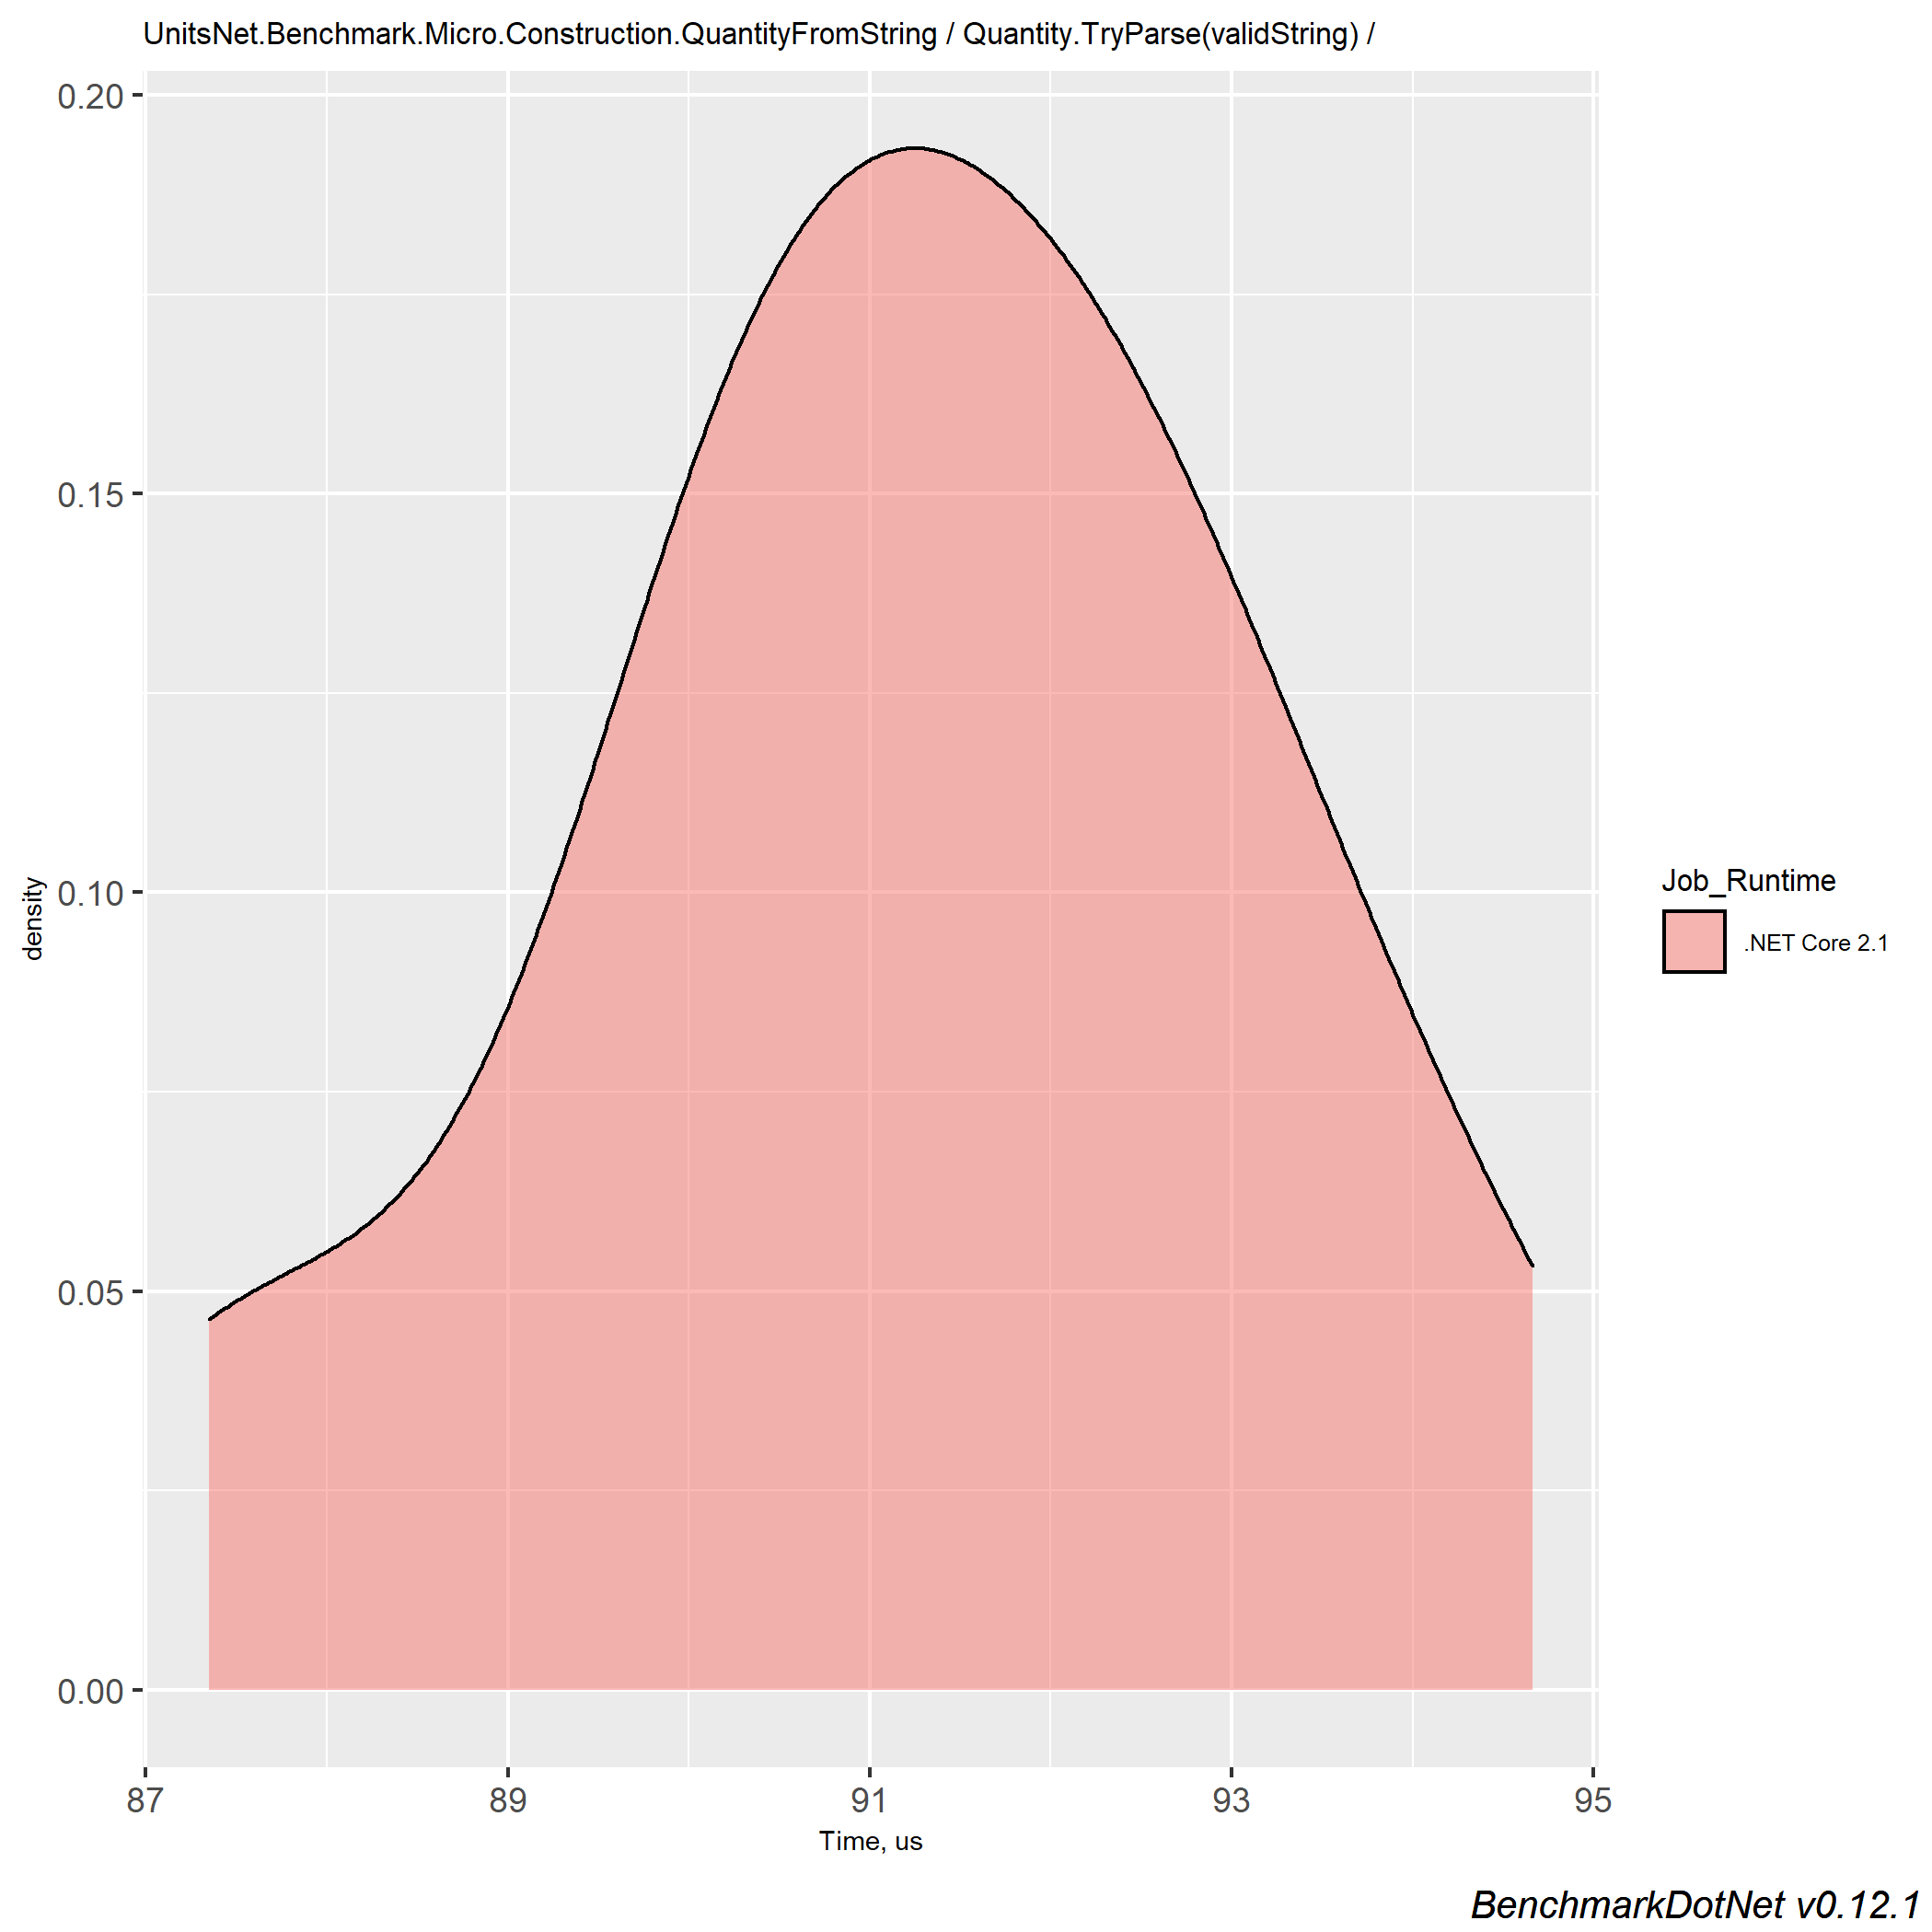 UnitsNet.Benchmark.Micro.Construction.QuantityFromString / Quantity.TryParse(validString) /
0.20
0.15
0.10
0.05
0.00
density
87 89 91 93 95
Time, us
Job_Runtime
.NET Core 2.1
BenchmarkDotNet v0.12.1